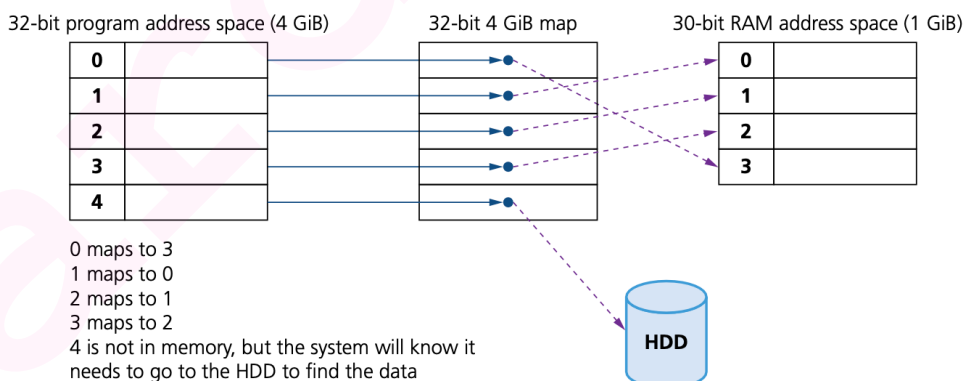 32-bit program address space (4 GiB)
32-bit 4 GiB map
30-bit RAM address space (1 GiB)
0
1
2
3
4
0
1
2
3
0 maps to 3
1 maps to 0
2 maps to 1
3 maps to 2
4 is not in memory, but the system will know it
needs to go to the HDD to find the data
HDD